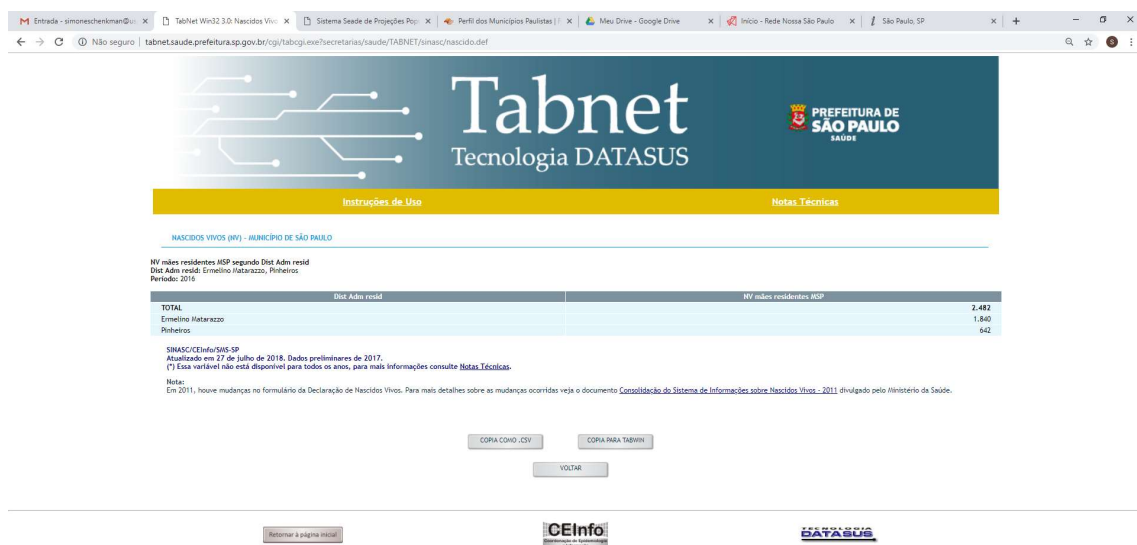 Entrada - simoneschenkman@us
TabNet Win32 3.0: Nascidos Vivo
Sistema Seade de Projeções Pop
Perfil dos Municípios Paulistas |
Meu Drive - Google Drive
Início - Rede Nossa São Paulo
São Paulo, SP
Não seguro | tabnet.saude.prefeitura.sp.gov.br/cgi/tabcgi.exe?secretarias/saude/TABNET/sinasc/nascido.def
S
Tabnet
Tecnologia DATASUS
PREFEITURA DE
SÃO PAULO
SAÚDE
Instruções de Uso Notas Técnicas
NASCIDOS VIVOS (NV) - MUNICÍPIO DE SÃO PAULO
NV mães residentes MSP segundo Dist Adm resid
Dist Adm resid: Ermelino Matarazzo, Pinheiros
Período: 2016
Dist Adm resid NV mães residentes MSP
TOTAL 2.482
Ermelino Matarazzo 1.840
Pinheiros 642
SINASC/CEInfo/SMS-SP
Atualizado em 27 de julho de 2018. Dados preliminares de 2017.
(*) Essa variável não está disponível para todos os anos, para mais informações consulte Notas Técnicas.
Nota:
Em 2011, houve mudanças no formulário da Declaração de Nascidos Vivos. Para mais detalhes sobre as mudanças ocorridas veja o documento Consolidação do Sistema de Informações sobre Nascidos Vivos - 2011 divulgado pelo Ministério da Saúde.
COPIA COMO .CSV COPIA PARA TABWIN
VOLTAR
Retornar à página inicial
CEInfo
TECNOLOGIA
DATASUS